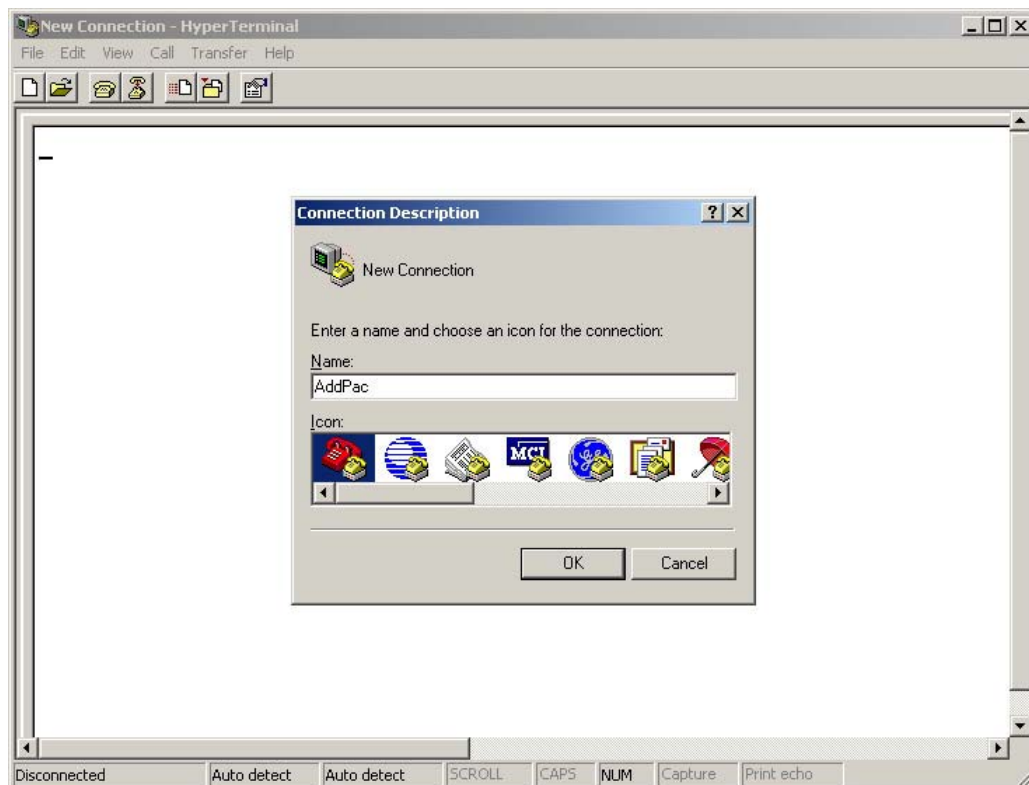 New Connection - HyperTerminal
File Edit View Call Transfer Help
Connection Description
New Connection
Enter a name and choose an icon for the connection:
Name:
AddPac
Icon:
MCI
OK Cancel
Disconnected Auto detect Auto detect SCROLL CAPS NUM Capture Print echo